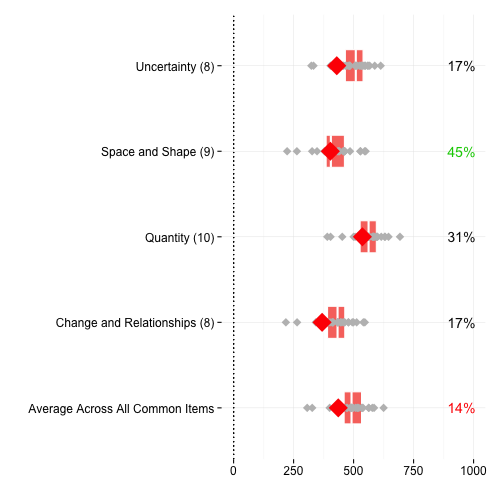 Uncertainty (8) 17%
Space and Shape (9) 45%
Quantity (10) 31%
Change and Relationships (8) 17%
Average Across All Common Items 14%
0 250 500 750 1000